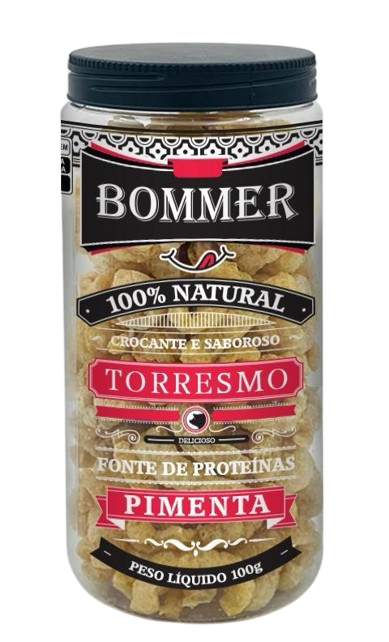 BOMMER
100% NATURAL
CROCANTE E SABOROSO
TORRESMO
DELICIOSO
FONTE DE PROTEÍNAS
PIMENTA
PESO LÍQUIDO 100g